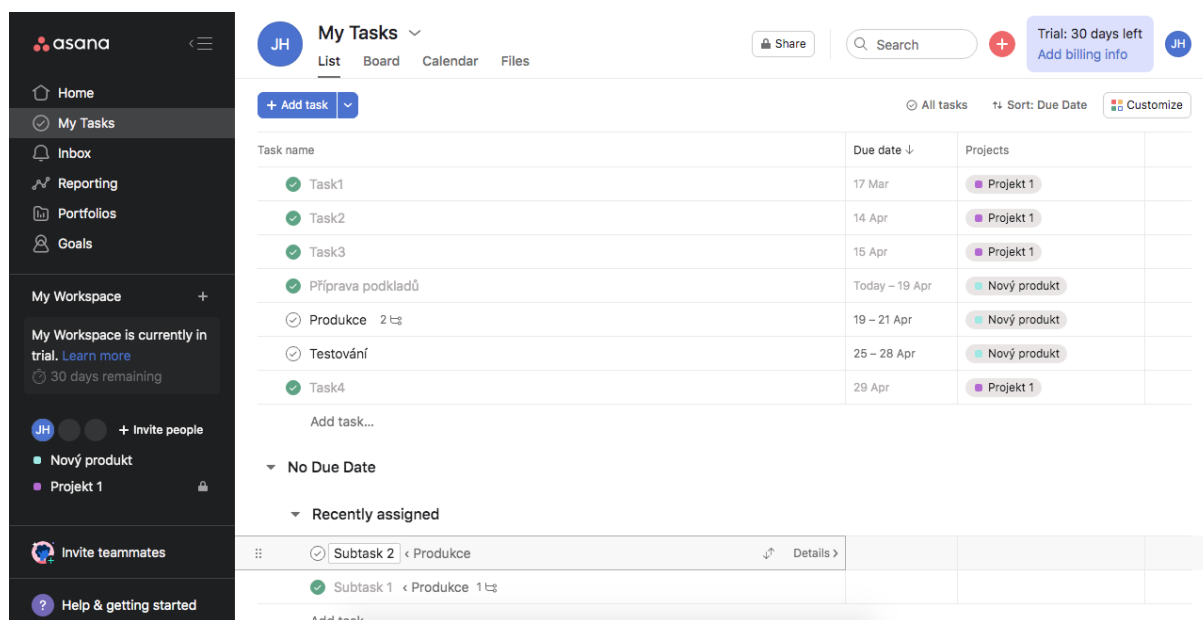 asana
Home
My Tasks
Inbox
Reporting
Portfolios
Goals
My Workspace +
My Workspace is currently in
trial. Learn more
30 days remaining
JH + Invite people
Nový produkt
Projekt 1
Invite teammates
? Help & getting started
JH My Tasks
List Board Calendar Files
Share
Search
+
Trial: 30 days left
Add billing info
JH
+ Add task
All tasks
Sort: Due Date
Customize
Task name Due date ↓ Projects
Task1 17 Mar Projekt 1
Task2 14 Apr Projekt 1
Task3 15 Apr Projekt 1
Příprava podkladů Today – 19 Apr Nový produkt
Produkce 2 19 – 21 Apr Nový produkt
Testování 25 – 28 Apr Nový produkt
Task4 29 Apr Projekt 1
Add task...
No Due Date
Recently assigned
Subtask 2 ‹ Produkce Details ›
Subtask 1 ‹ Produkce 1
Add task